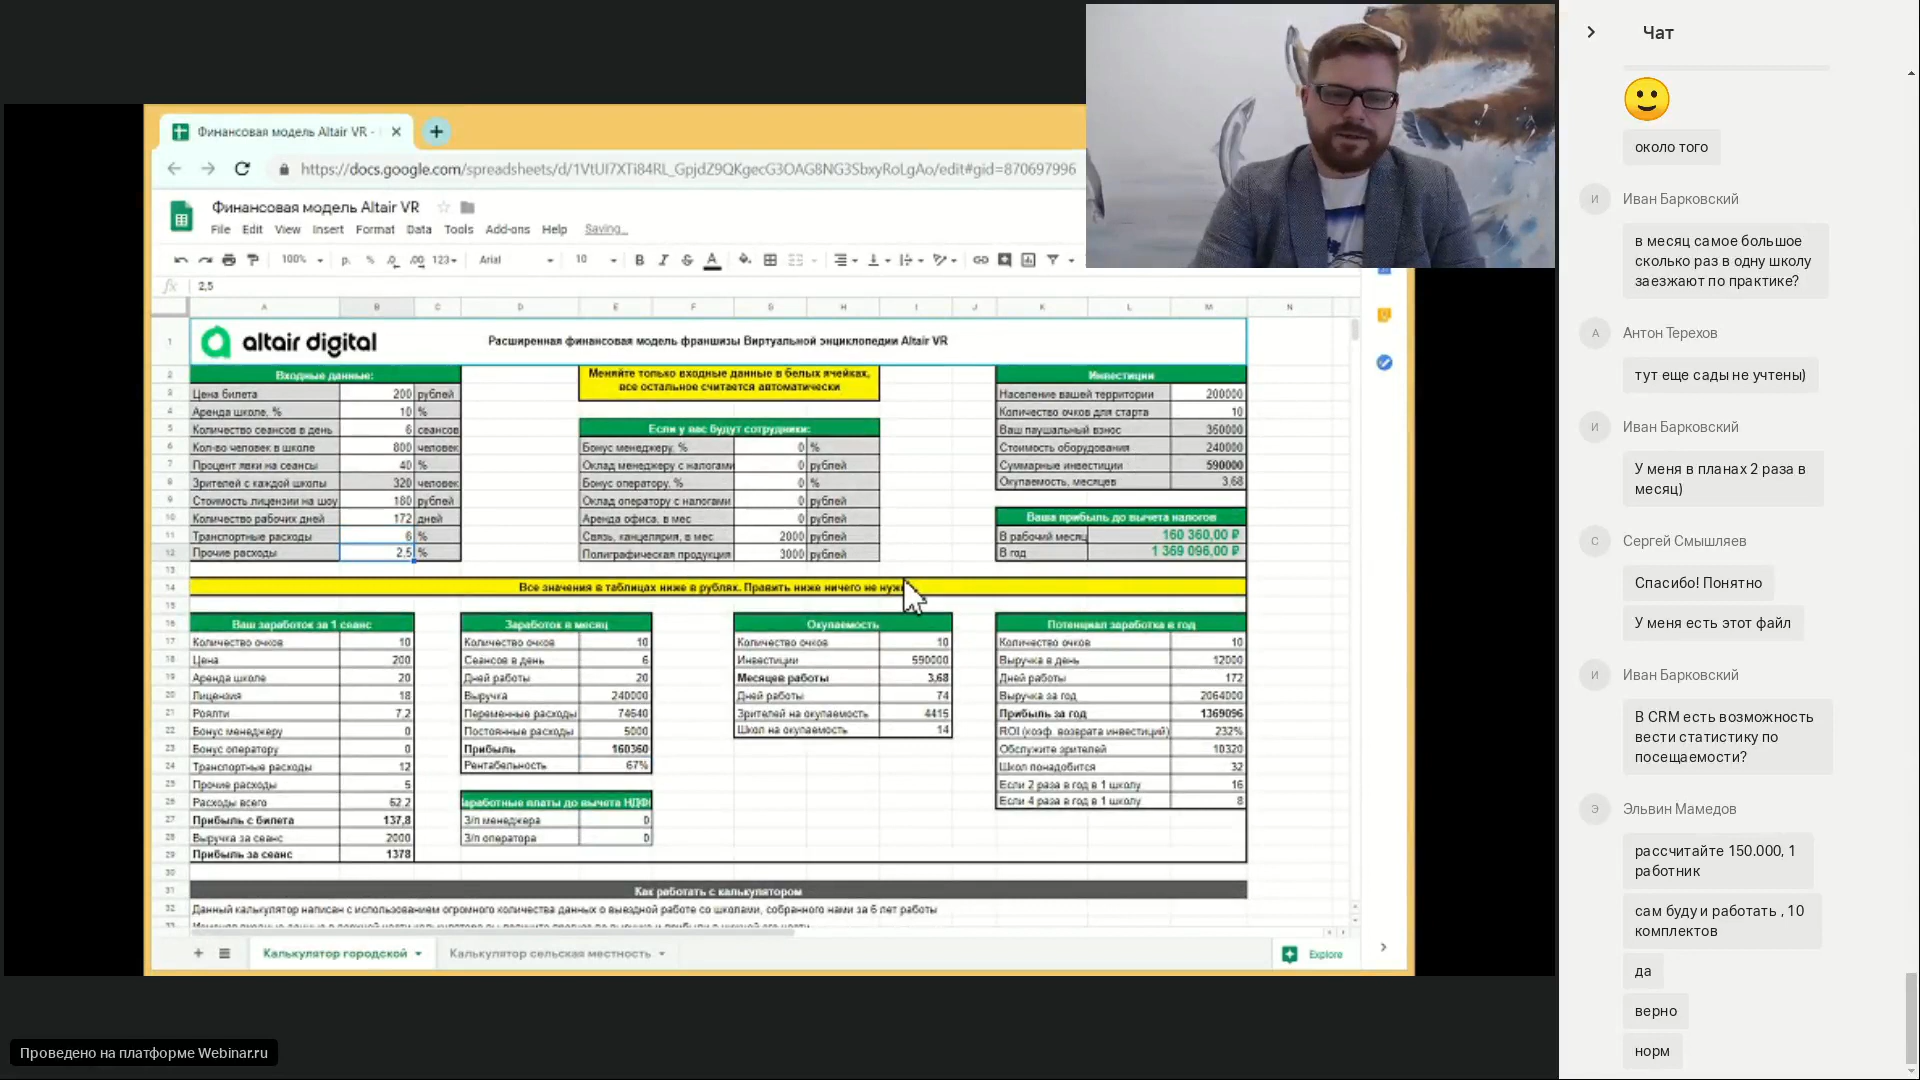 Финансовая модель Altair VR -
https://docs.google.com/spreadsheets/d/1VtUI7XTi84RL_GpjdZ9QKgecG3OAG8NG3SbxyRoLgAo/edit#gid=870697996
Финансовая модель Altair VR
File Edit View Insert Format Data Tools Add-ons Help Saving...
100% р. % .0 .00 123 Arial 10 B I S A
fx 2,5
A B C D E F G H I J K L M N
altair digital
Расширенная финансовая модель франшизы Виртуальной энциклопедии Altair VR
Входные данные:
Цена билета 200 рублей
Аренда школе, % 10 %
Количество сеансов в день 6 сеансов
Кол-во человек в школе 800 человек
Процент явки на сеансы 40 %
Зрителей с каждой школы 320 человек
Стоимость лицензии на шоу 180 рублей
Количество рабочих дней 172 дней
Транспортные расходы 6 %
Прочие расходы 2,5 %
Меняйте только входные данные в белых ячейках,
все остальное считается автоматически
Если у вас будут сотрудники:
Бонус менеджеру, % 0 %
Оклад менеджеру с налогами 0 рублей
Бонус оператору, % 0 %
Оклад оператору с налогами 0 рублей
Аренда офиса, в мес 0 рублей
Связь, канцелярия, в мес 2000 рублей
Полиграфическая продукция 3000 рублей
Инвестиции
Население вашей территории 200000
Количество очков для старта 10
Ваш паушальный взнос 350000
Стоимость оборудования 240000
Суммарные инвестиции 590000
Окупаемость, месяцев 3,68
Ваша прибыль до вычета налогов
В рабочий месяц 160 360,00 ₽
В год 1 369 096,00 ₽
Все значения в таблицах ниже в рублях. Править ниже ничего не нуж
Ваш заработок за 1 сеанс
Количество очков 10
Цена 200
Аренда школе 20
Лицензия 18
Роялти 7,2
Бонус менеджеру 0
Бонус оператору 0
Транспортные расходы 12
Прочие расходы 5
Расходы всего 62,2
Прибыль с билета 137,8
Выручка за сеанс 2000
Прибыль за сеанс 1378
Заработок в месяц
Количество очков 10
Сеансов в день 6
Дней работы 20
Выручка 240000
Переменные расходы 74640
Постоянные расходы 5000
Прибыль 160360
Рентабельность 67%
аработные платы до вычета НДФ
З/п менеджера 0
З/п оператора 0
Окупаемость
Количество очков 10
Инвестиции 590000
Месяцев работы 3,68
Дней работы 74
Зрителей на окупаемость 4415
Школ на окупаемость 14
Потенциал заработка в год
Количество очков 10
Выручка в день 12000
Дней работы 172
Выручка за год 2064000
Прибыль за год 1369096
ROI (коэф. возврата инвестиций) 232%
Обслужите зрителей 10320
Школ понадобится 32
Если 2 раза в год в 1 школу 16
Если 4 раза в год в 1 школу 8
Как работать с калькулятором
Данный калькулятор написан с использованием огромного количества данных о выездной работе со школами, собранного нами за 6 лет работы
Калькулятор городской
Калькулятор сельская местность
Explore
Проведено на платформе Webinar.ru
Чат
около того
И Иван Барковский
в месяц самое большое
сколько раз в одну школу
заезжают по практике?
А Антон Терехов
тут еще сады не учтены)
И Иван Барковский
У меня в планах 2 раза в
месяц)
С Сергей Смышляев
Спасибо! Понятно
У меня есть этот файл
И Иван Барковский
В CRM есть возможность
вести статистику по
посещаемости?
Э Эльвин Мамедов
рассчитайте 150.000, 1
работник
сам буду и работать , 10
комплектов
да
верно
норм